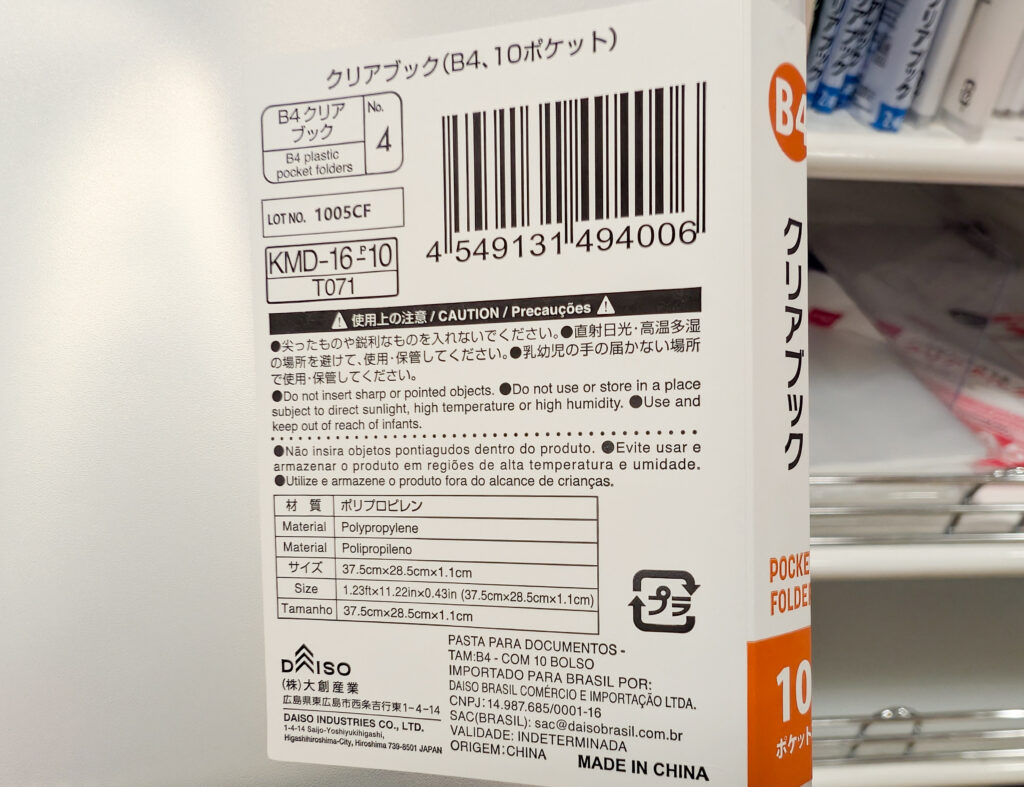 クリアブック(B4、10ポケット)
B4クリア
ブック
B4 plastic
pocket folders
No.
4
LOT NO. 1005CF
KMD-16-P10
T071
4 549131 494006
使用上の注意 / CAUTION / Precauções
●尖ったものや鋭利なものを入れないでください。●直射日光・高温多湿
の場所を避けて、使用・保管してください。●乳幼児の手の届かない場所
で使用・保管してください。
●Do not insert sharp or pointed objects. ●Do not use or store in a place
subject to direct sunlight, high temperature or high humidity. ●Use and
keep out of reach of infants.
●Não insira objetos pontiagudos dentro do produto. ●Evite usar e
armazenar o produto em regiões de alta temperatura e umidade.
●Utilize e armazene o produto fora do alcance de crianças.
材 質 ポリプロピレン
Material Polypropylene
Material Polipropileno
サイズ 37.5cm×28.5cm×1.1cm
Size 1.23ft×11.22in×0.43in (37.5cm×28.5cm×1.1cm)
Tamanho 37.5cm×28.5cm×1.1cm
プラ
DAISO
(株)大創産業
広島県東広島市西条吉行東1-4-14
DAISO INDUSTRIES CO., LTD.
1-4-14 Saijo-Yoshiyukihigashi,
Higashihiroshima-City, Hiroshima 739-8501 JAPAN
PASTA PARA DOCUMENTOS -
TAM:B4 - COM 10 BOLSO
IMPORTADO PARA BRASIL POR:
DAISO BRASIL COMÉRCIO E IMPORTAÇÃO LTDA.
CNPJ: 14.987.685/0001-16
SAC(BRASIL): sac@daisobrasil.com.br
VALIDADE: INDETERMINADA
ORIGEM:CHINA
MADE IN CHINA
B4
クリアブック
POCKE
FOLDE
10
ポケット
クリアブック